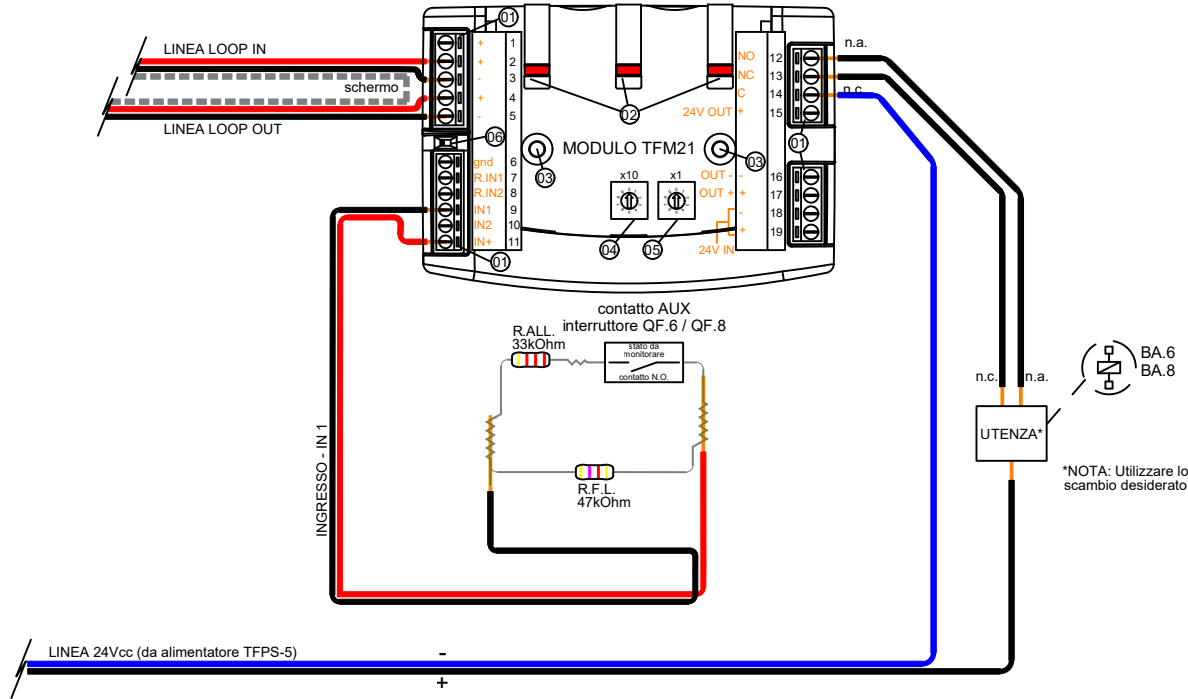 LINEA LOOP IN
schermo
LINEA LOOP OUT
01
+ 1
+ 2
- 3
+ 4
- 5
06
gnd 6
R.IN1 7
R.IN2 8
IN1 9
IN2 10
IN+ 11
01
02
MODULO TFM21
03
03
x10
x1
04
05
NO 12
NC 13
C 14
24V OUT + 15
01
OUT - - 16
OUT + + 17
- 18
+ 19
24V IN
n.a.
n.c.
contatto AUX
interruttore QF.6 / QF.8
R.ALL.
33kOhm
stato da
monitorare
contatto N.O.
R.F.L.
47kOhm
INGRESSO - IN 1
n.c.
n.a.
UTENZA*
BA.6
BA.8
*NOTA: Utilizzare lo
scambio desiderato
LINEA 24Vcc (da alimentatore TFPS-5)
-
+